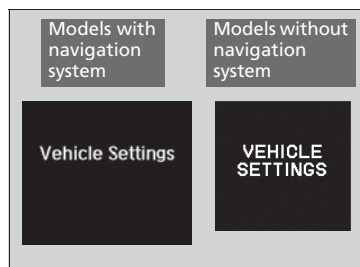 Models with
navigation
system
Models without
navigation
system
Vehicle Settings
VEHICLE
SETTINGS